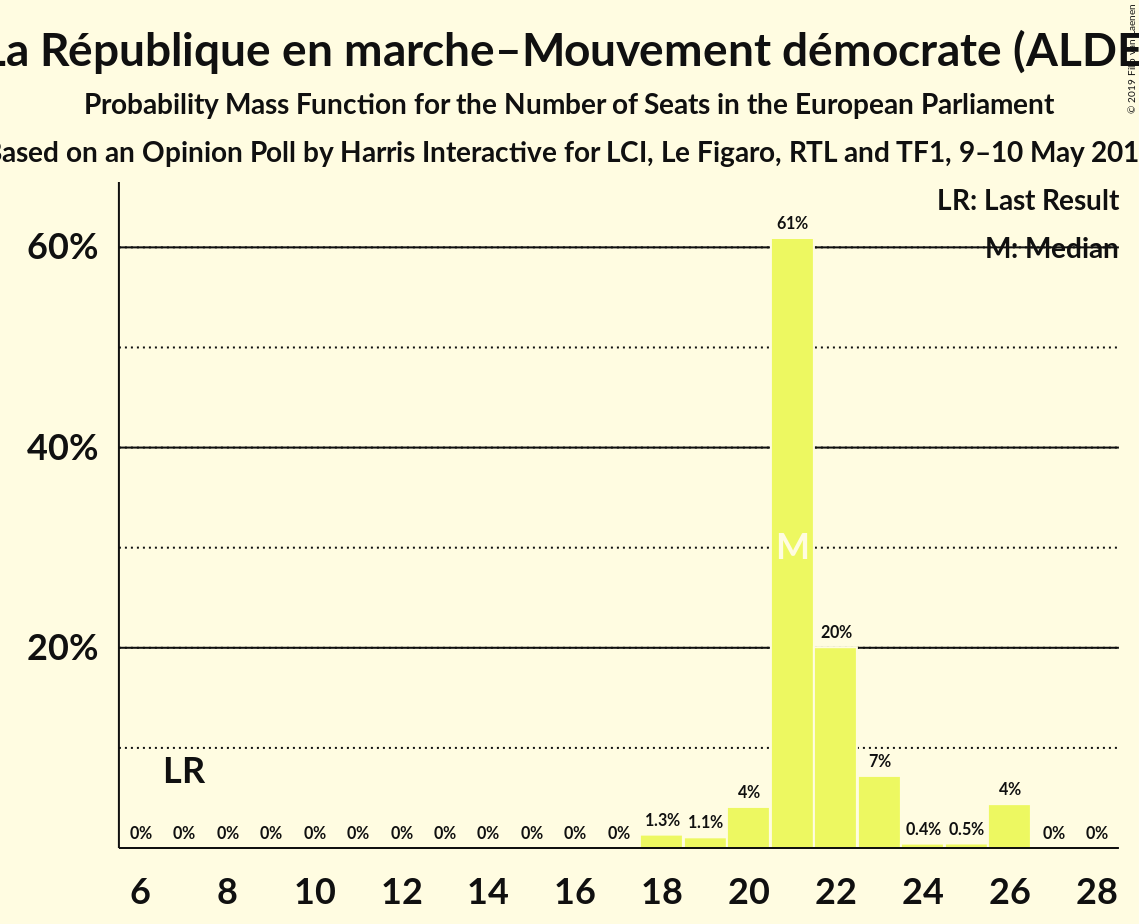 La République en marche–Mouvement démocrate (ALDE
Probability Mass Function for the Number of Seats in the European Parliament
Based on an Opinion Poll by Harris Interactive for LCI, Le Figaro, RTL and TF1, 9–10 May 201
© 2019 Filip van Laenen
LR: Last Result
M: Median
60%
40%
20%
61%
M
20%
7%
LR
4%
4%
0% 0% 0% 0% 0% 0% 0% 0% 0% 0% 0% 0% 1.3% 1.1% 0.4% 0.5% 0% 0%
6 8 10 12 14 16 18 20 22 24 26 28